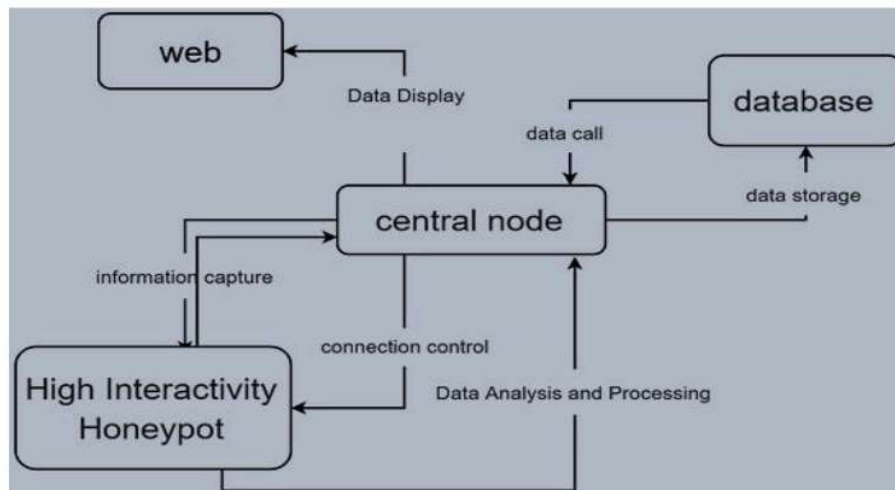 web
Data Display
database
data call
data storage
central node
information capture
connection control
High Interactivity
Honeypot
Data Analysis and Processing